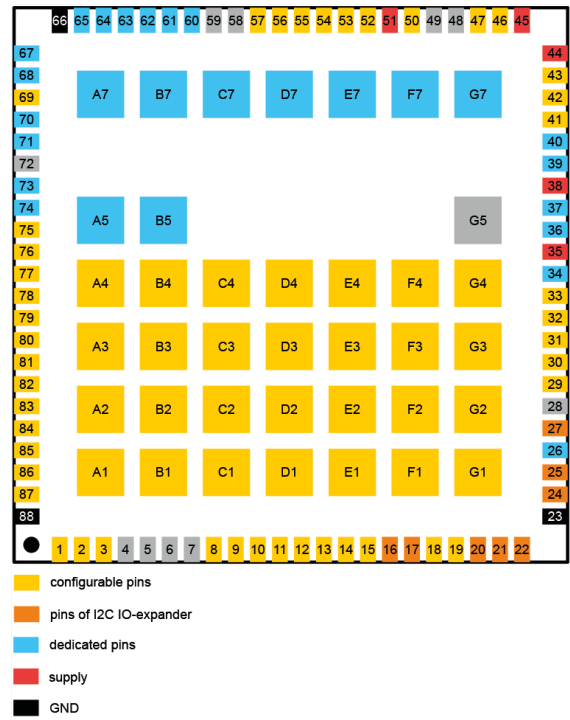 66 65 64 63 62 61 60 59 58 57 56 55 54 53 52 51 50 49 48 47 46 45
67 44
68 43
A7 B7 C7 D7 E7 F7 G7
69 42
70 41
71 40
72 39
73 38
74 37
A5 B5 G5
75 36
76 35
77 34
A4 B4 C4 D4 E4 F4 G4
78 33
79 32
80 31
A3 B3 C3 D3 E3 F3 G3
81 30
82 29
83 28
A2 B2 C2 D2 E2 F2 G2
84 27
85 26
86 25
A1 B1 C1 D1 E1 F1 G1
87 24
88 23
1 2 3 4 5 6 7 8 9 10 11 12 13 14 15 16 17 18 19 20 21 22
configurable pins
pins of I2C IO-expander
dedicated pins
supply
GND